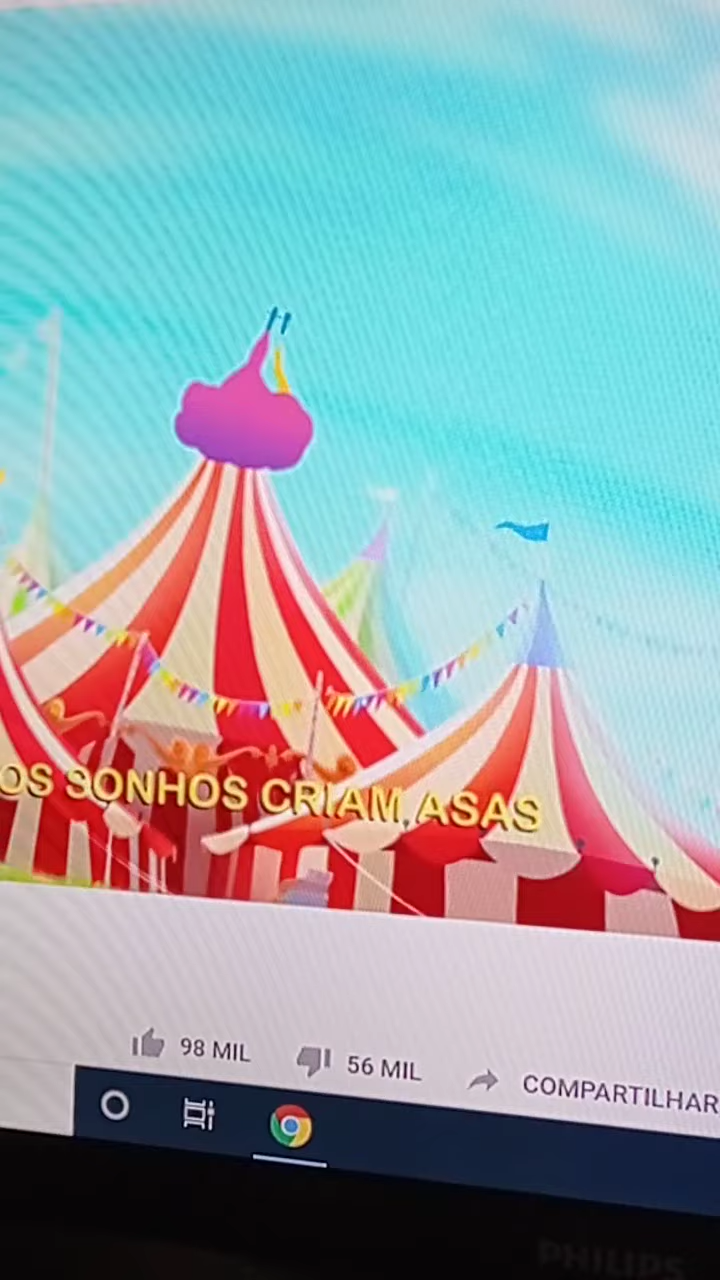 OS SONHOS CRIAM ASAS
98 MIL
56 MIL
COMPARTILHAR
PHILIPS